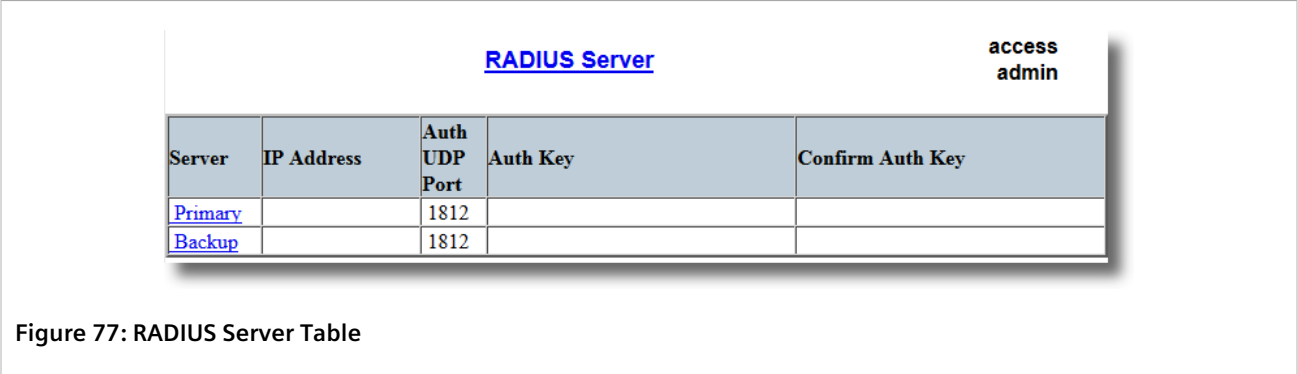 RADIUS Server
access
admin
Server IP Address Auth UDP Port Auth Key Confirm Auth Key
Primary 1812
Backup 1812
Figure 77: RADIUS Server Table